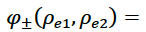 φ±(ρe1, ρe2) =